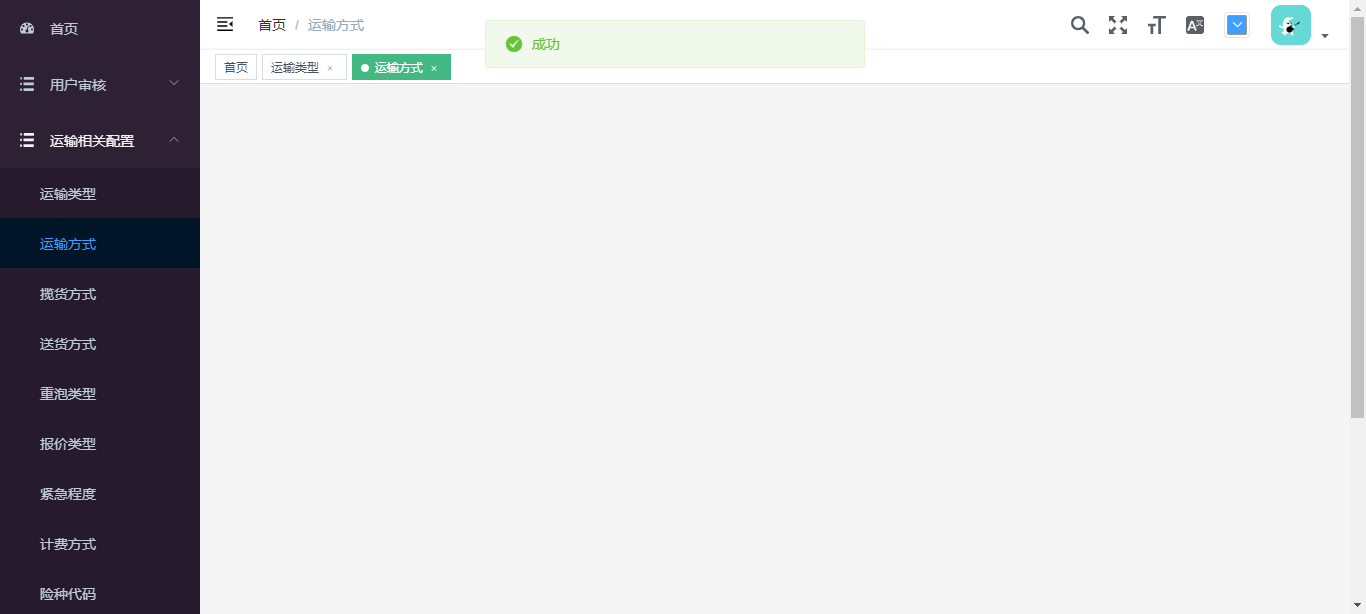 首页
用户审核
运输相关配置
运输类型
运输方式
揽货方式
送货方式
重泡类型
报价类型
紧急程度
计费方式
险种代码
首页 / 运输方式
成功
首页
运输类型 ×
运输方式 ×